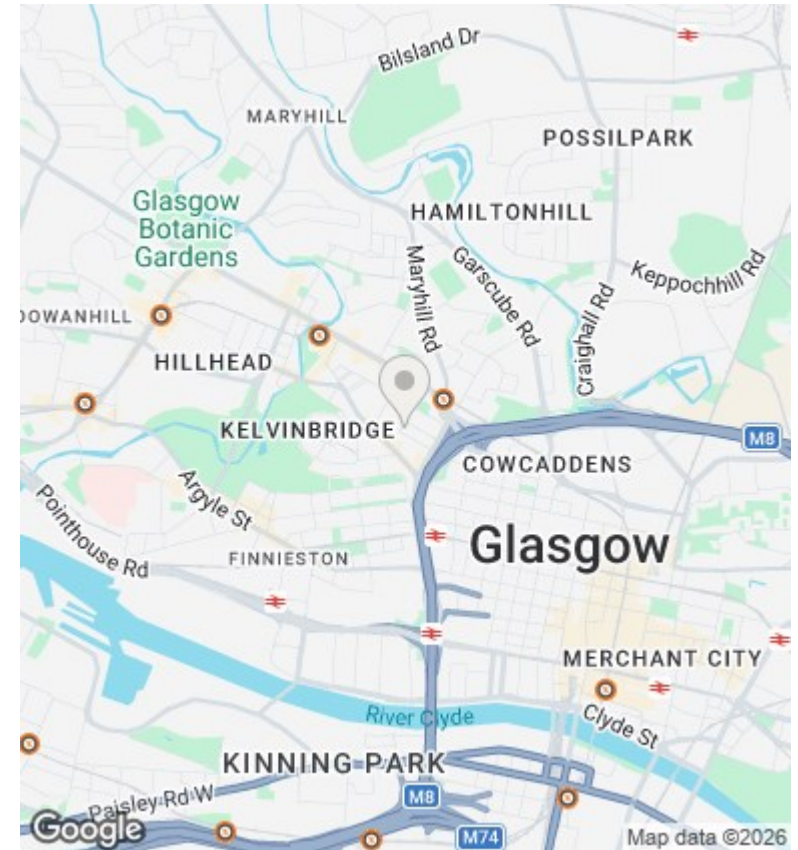 Bilsland Dr
MARYHILL
POSSILPARK
Glasgow
Botanic
Gardens
HAMILTONHILL
Maryhill Rd
Garscube Rd
Keppochhill Rd
Craighall Rd
DOWANHILL
HILLHEAD
KELVINBRIDGE
M8
COWCADDENS
Argyle St
Pointhouse Rd
FINNIESTON
Glasgow
MERCHANT CITY
River Clyde
Clyde St
KINNING PARK
Paisley Rd W
M8
M74
Google
Map data ©2026